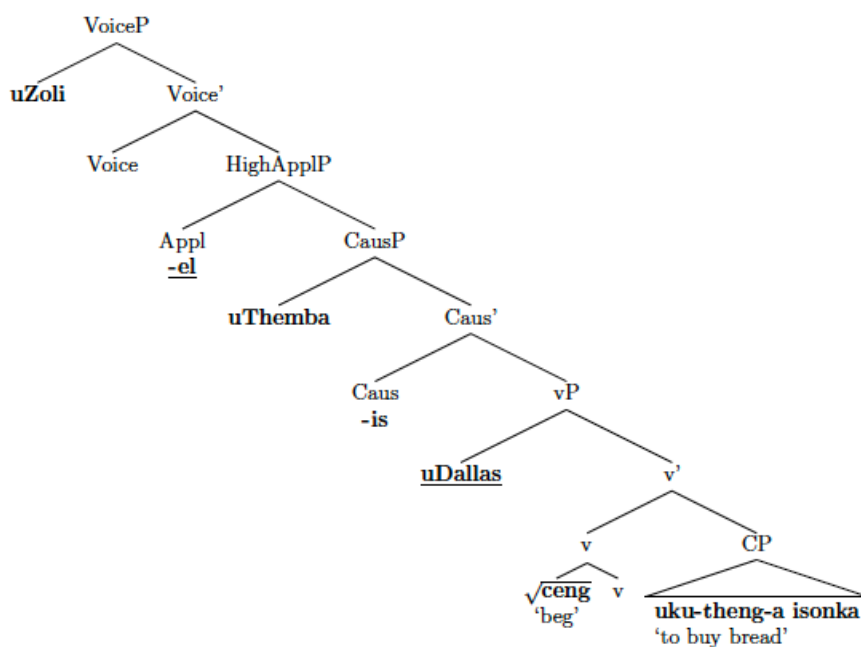 VoiceP
uZoli Voice'
Voice HighApplP
Appl CausP
-el
uThemba Caus'
Caus vP
-is
uDallas v'
v CP
√ceng v uku-theng-a isonka
'beg' 'to buy bread'